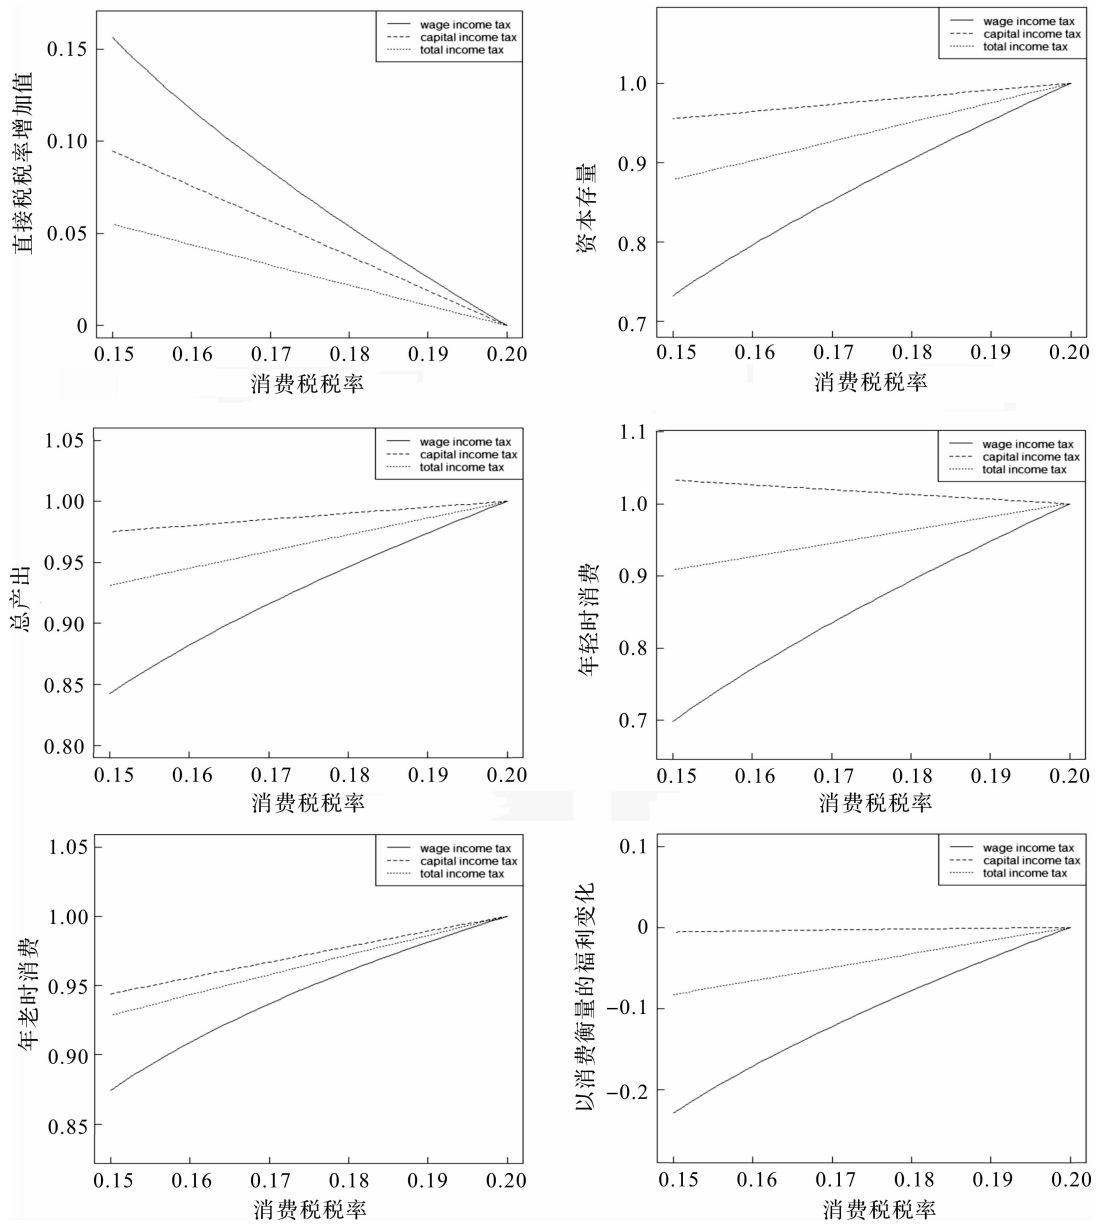 wage income tax
capital income tax
total income tax
直接税税率增加值
0.15
0.10
0.05
0
0.15 0.16 0.17 0.18 0.19 0.20
消费税税率
wage income tax
capital income tax
total income tax
资本存量
1.0
0.9
0.8
0.7
0.15 0.16 0.17 0.18 0.19 0.20
消费税税率
wage income tax
capital income tax
total income tax
总产出
1.05
1.00
0.95
0.90
0.85
0.80
0.15 0.16 0.17 0.18 0.19 0.20
消费税税率
wage income tax
capital income tax
total income tax
年轻时消费
1.1
1.0
0.9
0.8
0.7
0.15 0.16 0.17 0.18 0.19 0.20
消费税税率
wage income tax
capital income tax
total income tax
年老时消费
1.05
1.00
0.95
0.90
0.85
0.15 0.16 0.17 0.18 0.19 0.20
消费税税率
wage income tax
capital income tax
total income tax
以消费衡量的福利变化
0.1
0
−0.1
−0.2
0.15 0.16 0.17 0.18 0.19 0.20
消费税税率